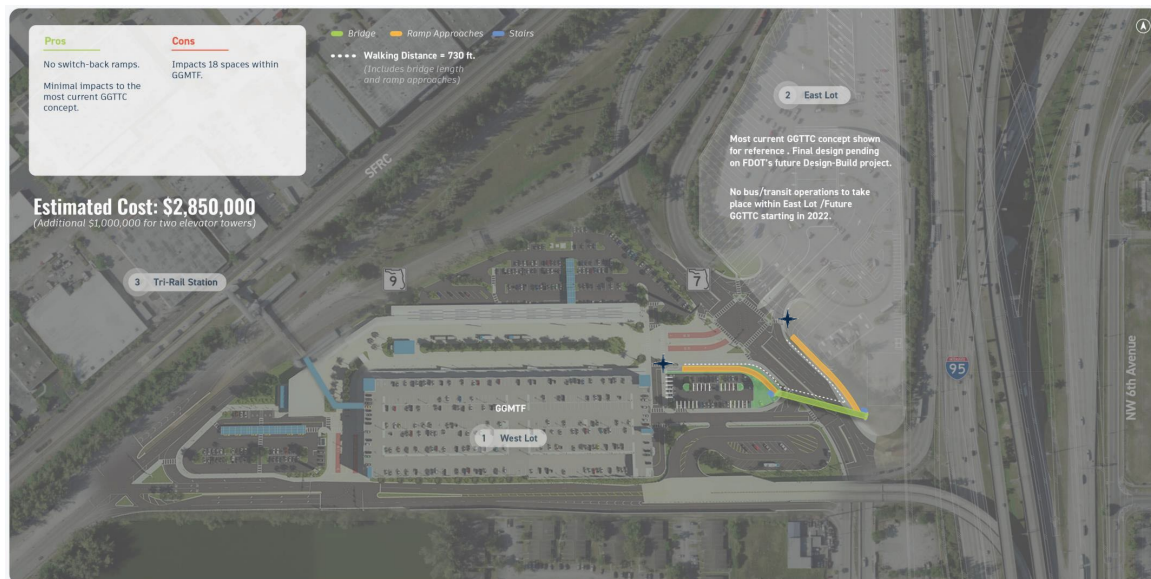 Pros
No switch-back ramps.
Minimal impacts to the
most current GGTTC
concept.
Cons
Impacts 18 spaces within
GGMTF.
Bridge
Ramp Approaches
Stairs
Walking Distance = 730 ft.
(Includes bridge length
and ramp approaches)
Estimated Cost: $2,850,000
(Additional $1,000,000 for two elevator towers)
SFRC
2 East Lot
Most current GGTTC concept shown
for reference . Final design pending
on FDOT's future Design-Build project.
No bus/transit operations to take
place within East Lot /Future
GGTTC starting in 2022.
3 Tri-Rail Station
9
7
95
NW 6th Avenue
GGMTF
1 West Lot